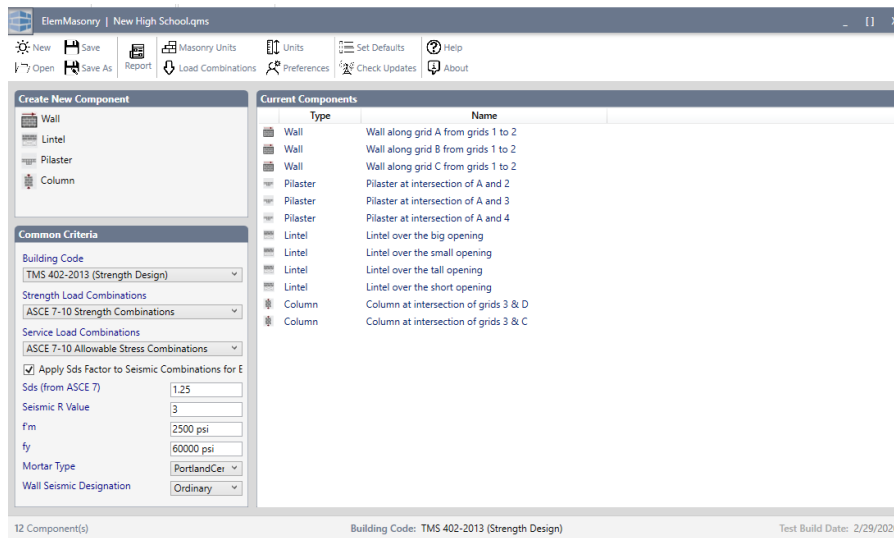 ElemMasonry | New High School.qms
New Save Masonry Units Units Set Defaults Help
Open Save As Report Load Combinations Preferences Check Updates About
Create New Component
Wall
Lintel
Pilaster
Column
Common Criteria
Building Code
TMS 402-2013 (Strength Design)
Strength Load Combinations
ASCE 7-10 Strength Combinations
Service Load Combinations
ASCE 7-10 Allowable Stress Combinations
Apply Sds Factor to Seismic Combinations for E
Sds (from ASCE 7) 1.25
Seismic R Value 3
f'm 2500 psi
fy 60000 psi
Mortar Type PortlandCer
Wall Seismic Designation Ordinary
Current Components
Type Name
Wall Wall along grid A from grids 1 to 2
Wall Wall along grid B from grids 1 to 2
Wall Wall along grid C from grids 1 to 2
Pilaster Pilaster at intersection of A and 2
Pilaster Pilaster at intersection of A and 3
Pilaster Pilaster at intersection of A and 4
Lintel Lintel over the big opening
Lintel Lintel over the small opening
Lintel Lintel over the tall opening
Lintel Lintel over the short opening
Column Column at intersection of grids 3 & D
Column Column at intersection of grids 3 & C
12 Component(s) Building Code: TMS 402-2013 (Strength Design) Test Build Date: 2/29/202